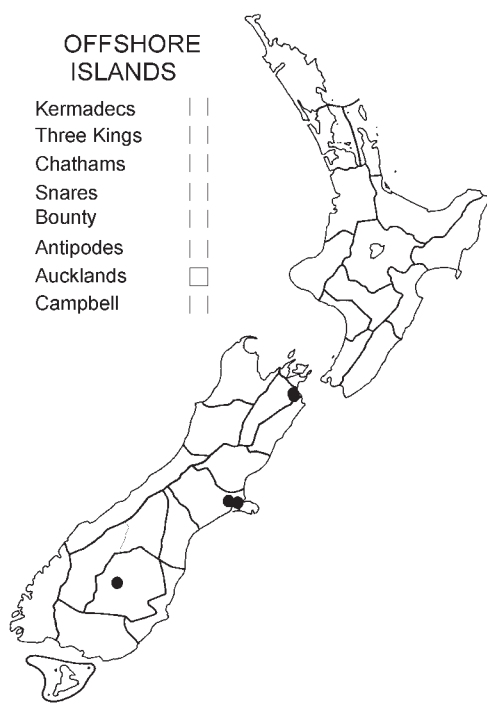 OFFSHORE
ISLANDS
Kermadecs
Three Kings
Chathams
Snares
Bounty
Antipodes
Aucklands
Campbell